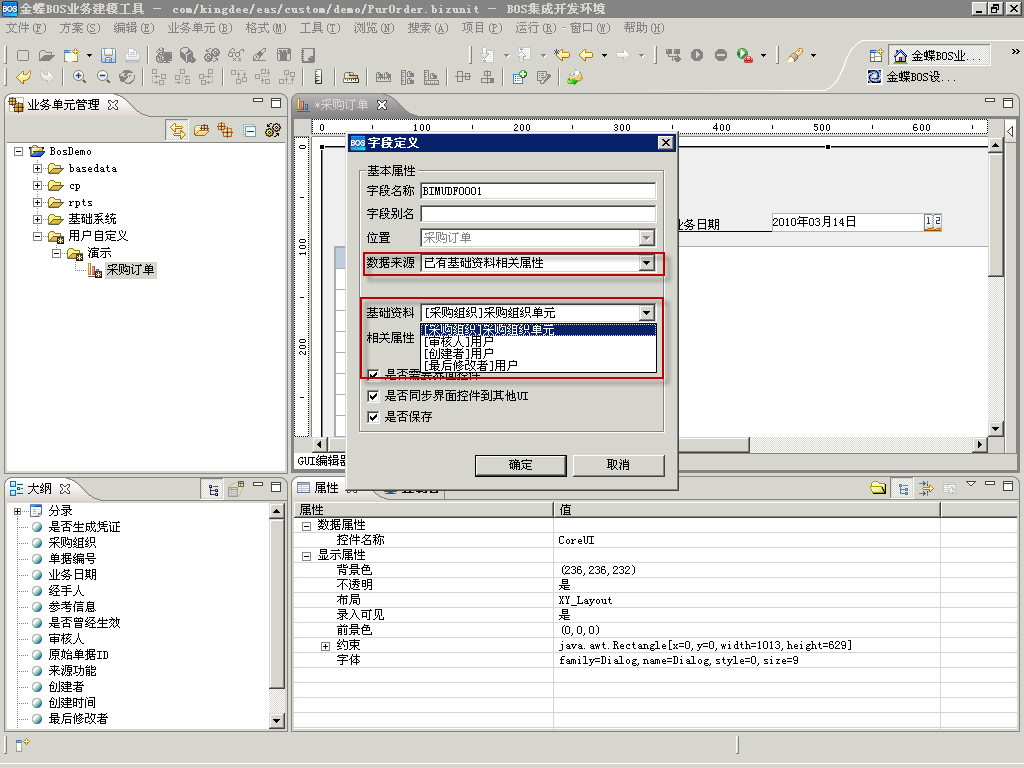 金蝶BOS业务建模工具 - com/kingdee/eas/custom/demo/PurOrder.bizunit - BOS集成开发环境
文件(F) 方案(S) 编辑(E) 业务单元(B) 格式(M) 工具(T) 浏览(N) 搜索(A) 项目(P) 运行(R) 窗口(W) 帮助(H)
金蝶BOS业...
金蝶BOS设...
业务单元管理
*采购订单
0 100 200 300 400 500 600
BosDemo
basedata
cp
rpts
基础系统
用户自定义
演示
采购订单
0
100
200
业务日期 2010年03月14日
BOS 字段定义
基本属性
字段名称 BIMUDF0001
字段别名
位置 采购订单
数据来源 已有基础资料相关属性
基础资料 [采购组织]采购组织单元
相关属性 [采购组织]采购组织单元
[审核人]用户
[创建者]用户
[最后修改者]用户
是否需要界面控件
是否同步界面控件到其他UI
是否保存
确定 取消
GUI编辑器
大纲
分录
是否生成凭证
采购组织
单据编号
业务日期
经手人
参考信息
是否曾经生效
审核人
原始单据ID
来源功能
创建者
创建时间
最后修改者
属性
属性 值
数据属性
控件名称 CoreUI
显示属性
背景色 (236,236,232)
不透明 是
布局 XY_Layout
录入可见 是
前景色 (0,0,0)
约束 java.awt.Rectangle[x=0,y=0,width=1013,height=629]
字体 family=Dialog,name=Dialog,style=0,size=9